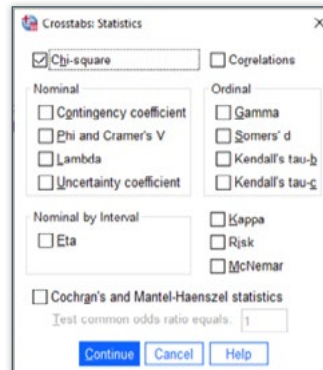 Crosstabs: Statistics
Chi-square
Correlations
Nominal
Contingency coefficient
Phi and Cramer's V
Lambda
Uncertainty coefficient
Ordinal
Gamma
Somers' d
Kendall's tau-b
Kendall's tau-c
Nominal by Interval
Eta
Kappa
Risk
McNemar
Cochran's and Mantel-Haenszel statistics
Test common odds ratio equals: 1
Continue Cancel Help